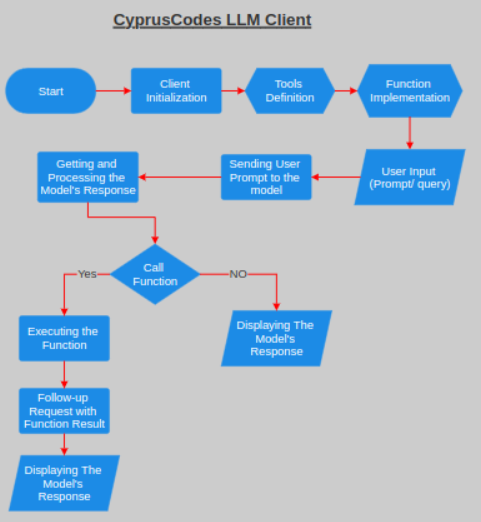 CyprusCodes LLM Client
Start
Client
Initialization
Tools
Definition
Function
Implementation
User Input
(Prompt/ query)
Sending User
Prompt to the
model
Getting and
Processing the
Model's Response
Call
Function
Yes
NO
Executing the
Function
Displaying The
Model's
Response
Follow-up
Request with
Function Result
Displaying The
Model's
Response